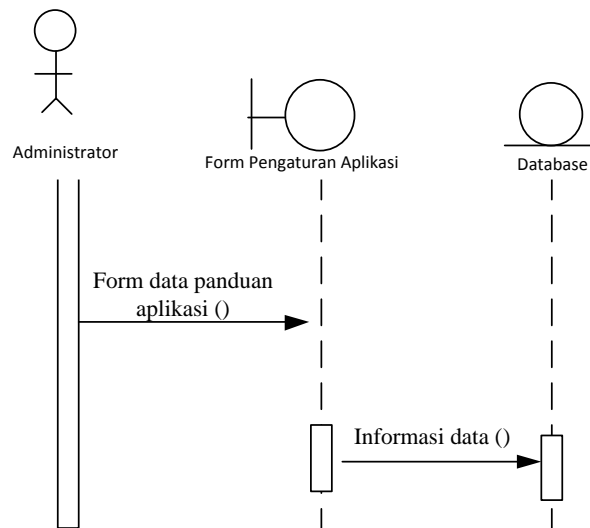 Administrator
Form Pengaturan Aplikasi
Database
Form data panduan
aplikasi ()
Informasi data ()